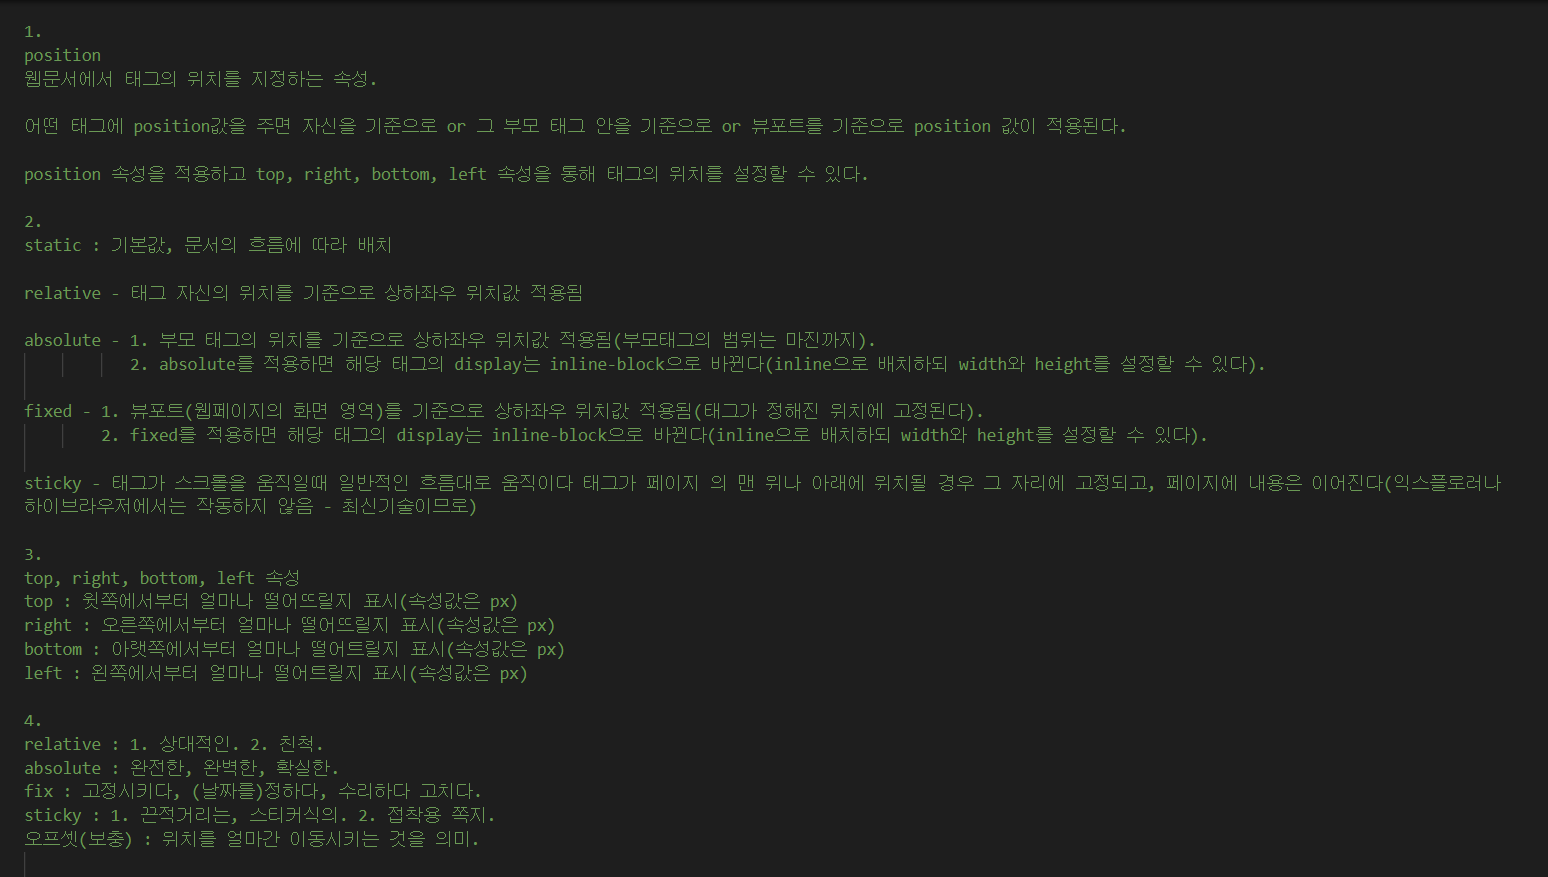 1.
position
웹문서에서 태그의 위치를 지정하는 속성.
어떤 태그에 position값을 주면 자신을 기준으로 or 그 부모 태그 안을 기준으로 or 뷰포트를 기준으로 position 값이 적용된다.
position 속성을 적용하고 top, right, bottom, left 속성을 통해 태그의 위치를 설정할 수 있다.
2.
static : 기본값, 문서의 흐름에 따라 배치
relative - 태그 자신의 위치를 기준으로 상하좌우 위치값 적용됨
absolute - 1. 부모 태그의 위치를 기준으로 상하좌우 위치값 적용됨(부모태그의 범위는 마진까지).
2. absolute를 적용하면 해당 태그의 display는 inline-block으로 바뀐다(inline으로 배치하되 width와 height를 설정할 수 있다).
fixed - 1. 뷰포트(웹페이지의 화면 영역)를 기준으로 상하좌우 위치값 적용됨(태그가 정해진 위치에 고정된다).
2. fixed를 적용하면 해당 태그의 display는 inline-block으로 바뀐다(inline으로 배치하되 width와 height를 설정할 수 있다).
sticky - 태그가 스크롤을 움직일때 일반적인 흐름대로 움직이다 태그가 페이지 의 맨 위나 아래에 위치될 경우 그 자리에 고정되고, 페이지에 내용은 이어진다(익스플로러나
하이브라우저에서는 작동하지 않음 - 최신기술이므로)
3.
top, right, bottom, left 속성
top : 윗쪽에서부터 얼마나 떨어뜨릴지 표시(속성값은 px)
right : 오른쪽에서부터 얼마나 떨어뜨릴지 표시(속성값은 px)
bottom : 아랫쪽에서부터 얼마나 떨어트릴지 표시(속성값은 px)
left : 왼쪽에서부터 얼마나 떨어트릴지 표시(속성값은 px)
4.
relative : 1. 상대적인. 2. 친척.
absolute : 완전한, 완벽한, 확실한.
fix : 고정시키다, (날짜를)정하다, 수리하다 고치다.
sticky : 1. 끈적거리는, 스티커식의. 2. 접착용 쪽지.
오프셋(보충) : 위치를 얼마간 이동시키는 것을 의미.